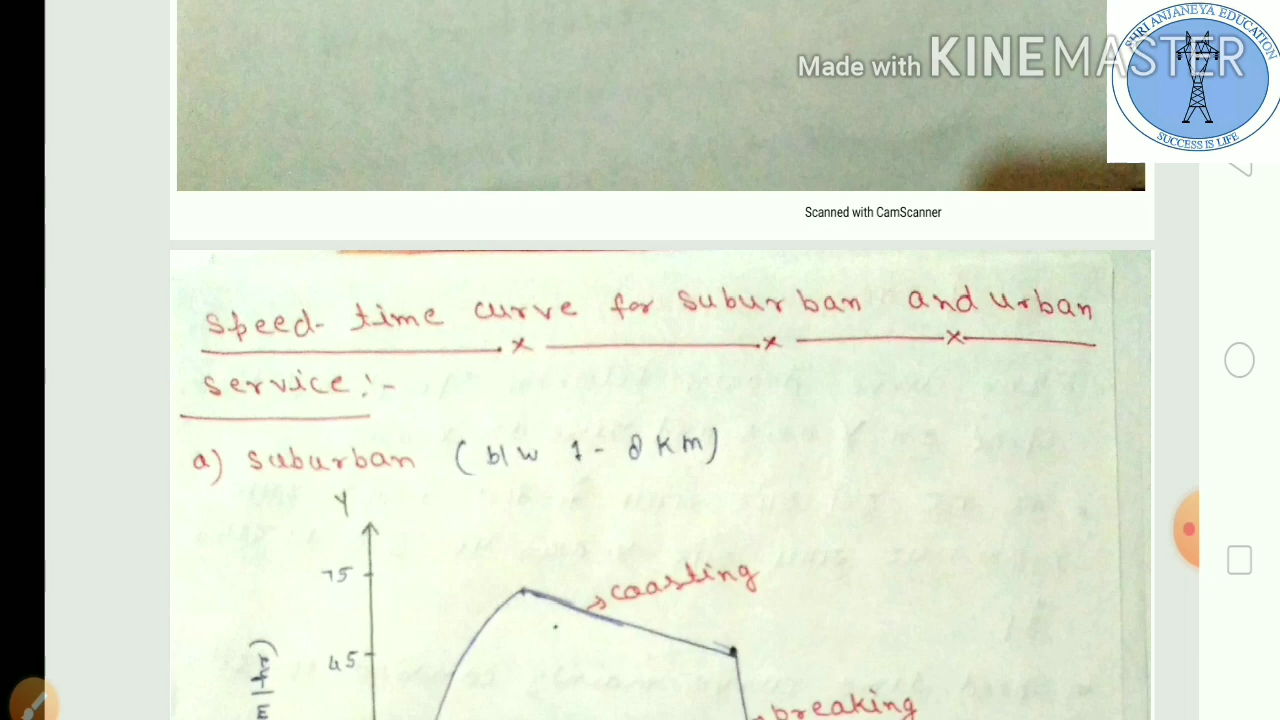 Made with KINEMASTER
SHRI ANJANEYA EDUCATION
SUCCESS IS LIFE
Scanned with CamScanner
Speed-time curve for suburban and urban
service:-
a) suburban (b/w 1-8 km)
Y
75
coasting
45
m/hr)
breaking